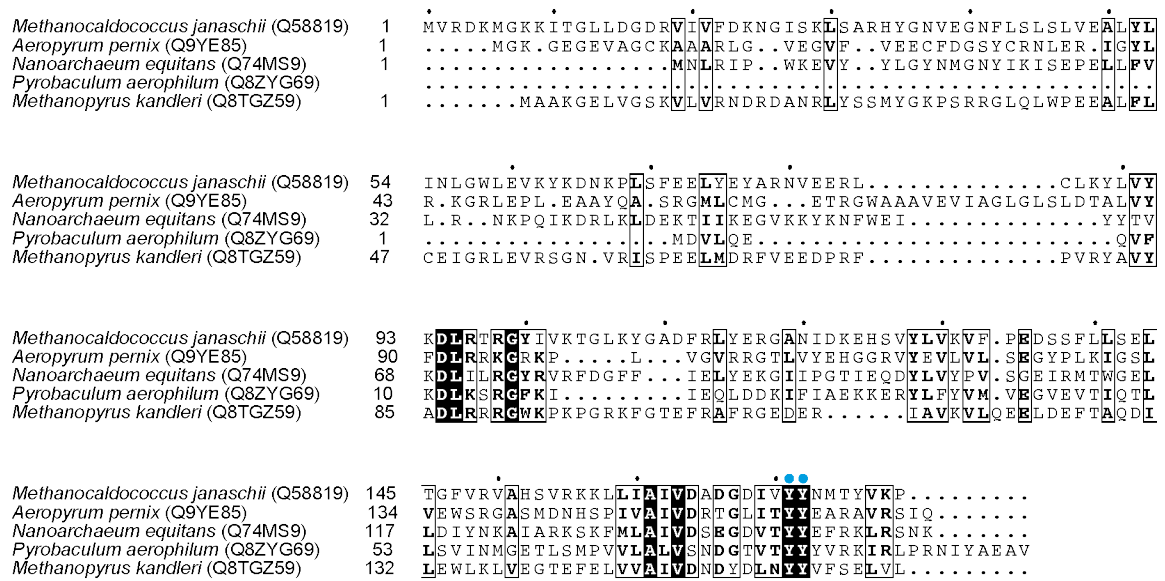 Methanocaldococcus janaschii (Q58819) 1 MVRDKMGKKITGLLDGDRVIVFDKNGISKLSARHYGNVEGNFLSLSLVEALYL
Aeropyrum pernix (Q9YE85) 1 .....MGK.GEGEVAGCKAAARLG..VEGVF..VEECFDGSYCRNLER.IGYL
Nanoarchaeum equitans (Q74MS9) 1 ..................MNLRIP..WKEVY..YLGYNMGNYIKISEPELLFV
Pyrobaculum aerophilum (Q8ZYG69) .....................................................
Methanopyrus kandleri (Q8TGZ59) 1 .......MAAKGELVGSKVLVRNDRDANRLYSSMYGKPSRRGLQLWPEEALFL
Methanocaldococcus janaschii (Q58819) 54 INLGWLEVKYKDNKPLSFEELYEYARNVEERL..............CLKYLVY
Aeropyrum pernix (Q9YE85) 43 R.KGRLEPL.EAAYQA.SRGMLCMG...ETRGWAAAVEVIAGLGLSLDTALVY
Nanoarchaeum equitans (Q74MS9) 32 L.R..NKPQIKDRLKLDEKTIIKEGVKKYKNFWEI..............YYTV
Pyrobaculum aerophilum (Q8ZYG69) 1 ..................MDVLQE..........................QVF
Methanopyrus kandleri (Q8TGZ59) 47 CEIGRLEVRSGN.VRISPEELMDRFVEEDPRF..............PVRYAVY
Methanocaldococcus janaschii (Q58819) 93 KDLRTRGYIVKTGLKYGADFRLYERGANIDKEHSVYLVKVF.PEDSSFLLSEL
Aeropyrum pernix (Q9YE85) 90 FDLRRKGRKP.....L..VGVRRGTLVYEHGGRVYEVLVL.SEGYPLKIGSEL
Nanoarchaeum equitans (Q74MS9) 68 KDLILRGYRVRFDGFF...IELYEKGIIPGTIEQDYLVYPV.SGEIRMTWGEL
Pyrobaculum aerophilum (Q8ZYG69) 10 KDLKSRGFKI.........IEQLDDKIFIAEKKERYLFYVM.VEGVEVTIQTL
Methanopyrus kandleri (Q8TGZ59) 85 ADLRRRGWKPKPGRKFGTEFRAFRGEDER......IAVKVLQEELDEFTAQDI
Methanocaldococcus janaschii (Q58819) 145 TGFVRVAHSVRKKLLIAIVDADGDIVYYNMTYVKP.........
Aeropyrum pernix (Q9YE85) 134 VEWSRGASMDNHSPIVAIVDRTGLITYYEARAVRSIQ.......
Nanoarchaeum equitans (Q74MS9) 117 LDIYNKAIARKSKFMLAIVDSEGDVTYYEFRKLRSNK.......
Pyrobaculum aerophilum (Q8ZYG69) 53 LSVINMGETLSMPVVLALVSNDGTVTYYYVRKIRLPRNIYAEAV
Methanopyrus kandleri (Q8TGZ59) 132 LEWLKLVEGTEFELVVAIVDNDYDLNYYVFSELVL.........